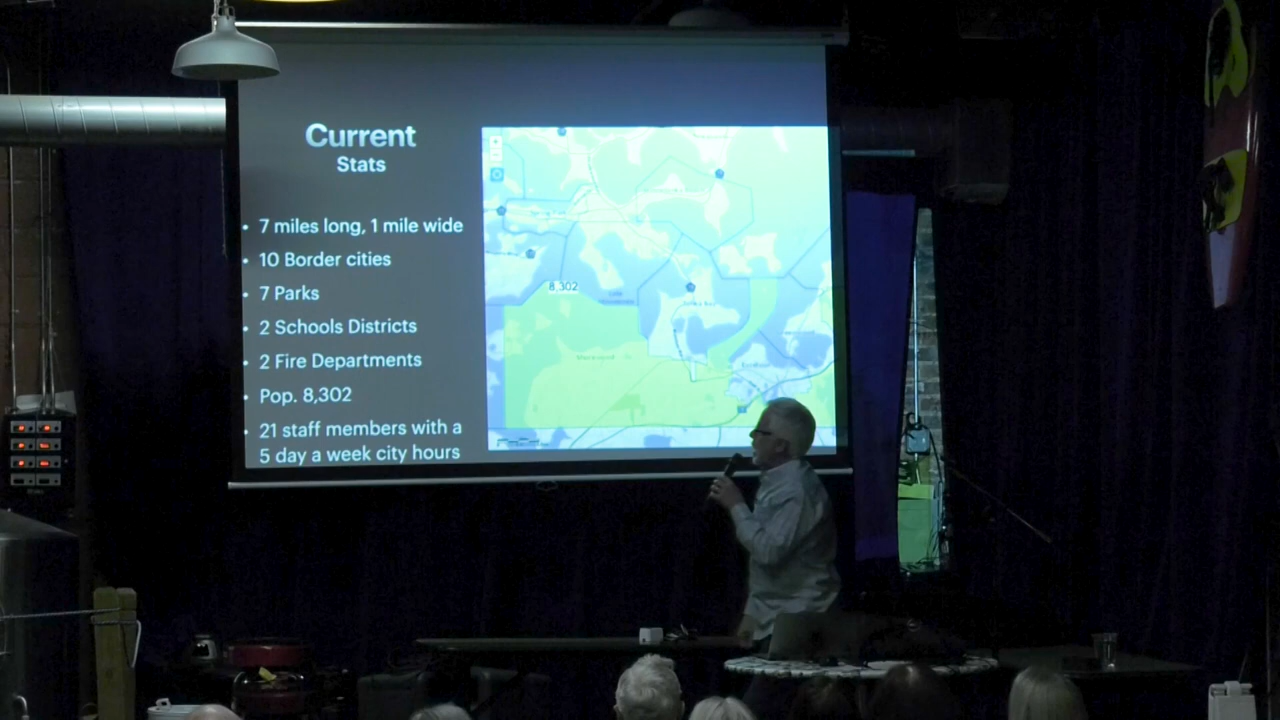 Current
Stats
• 7 miles long, 1 mile wide
• 10 Border cities
• 7 Parks
• 2 Schools Districts
• 2 Fire Departments
• Pop. 8,302
• 21 staff members with a
5 day a week city hours
8,302